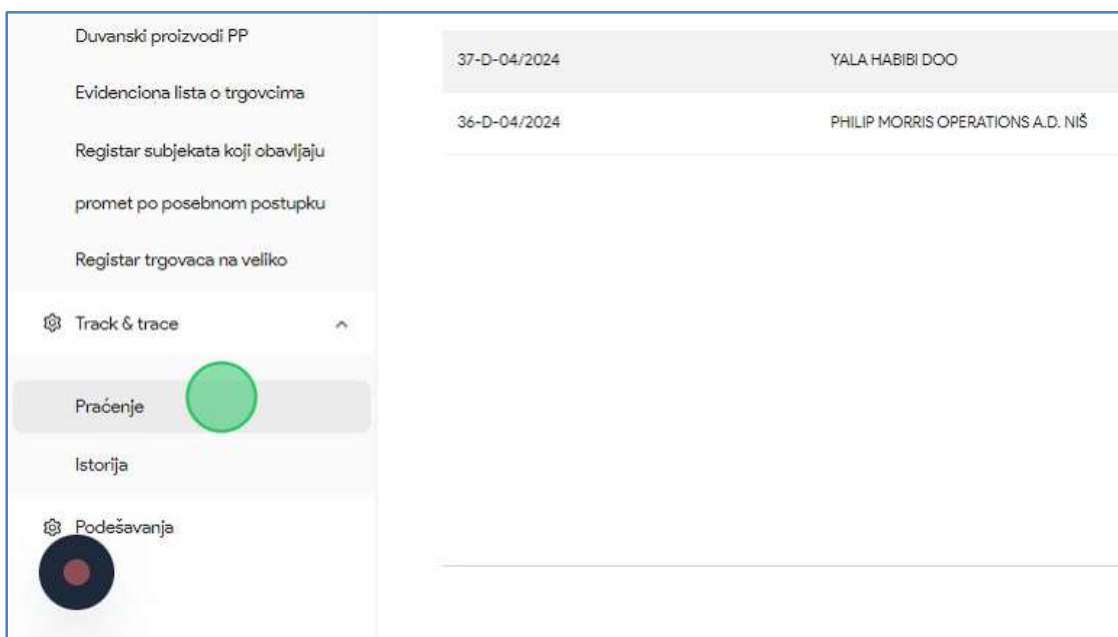 Duvanski proizvodi PP
Evidenciona lista o trgovcima
Registar subjekata koji obavljaju
promet po posebnom postupku
Registar trgovaca na veliko
Track & trace
Praćenje
Istorija
Podešavanja
37-D-04/2024 YALA HABIBI DOO
36-D-04/2024 PHILIP MORRIS OPERATIONS A.D. NIŠ